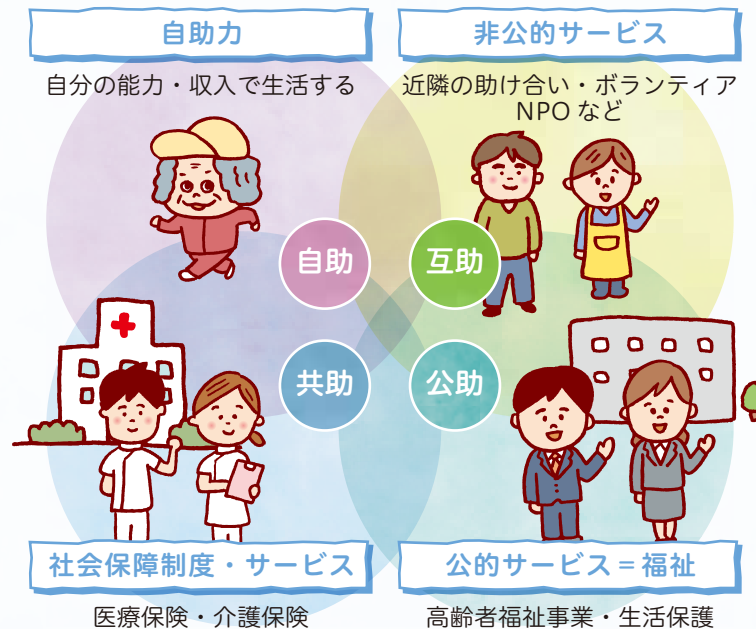 自助力
自分の能力・収入で生活する
非公的サービス
近隣の助け合い・ボランティア
NPO など
自助
互助
共助
公助
社会保障制度・サービス
医療保険・介護保険
公的サービス＝福祉
高齢者福祉事業・生活保護